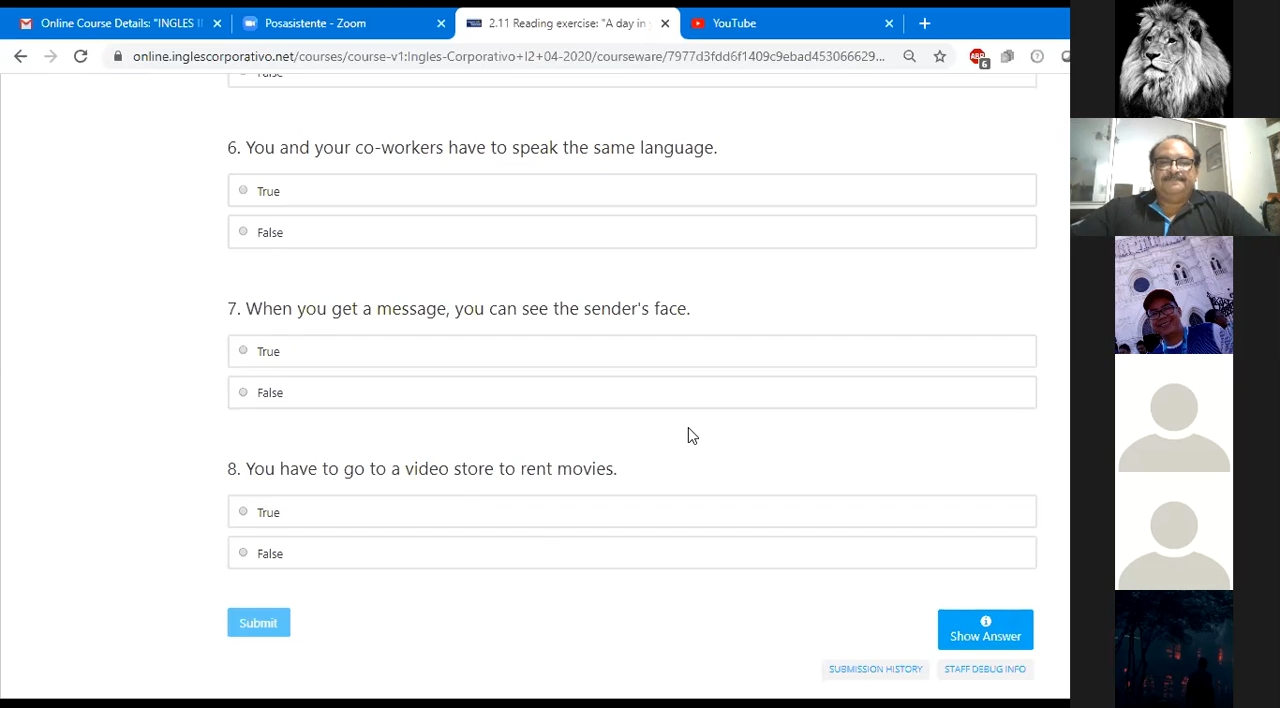 Online Course Details: "INGLES I
Posasistente - Zoom
2.11 Reading exercise: "A day in
YouTube
online.inglescorporativo.net/courses/course-v1:Ingles-Corporativo+I2+04-2020/courseware/7977d3fdd6f1409c9ebad453066629...
ABP
6
False
6. You and your co-workers have to speak the same language.
True
False
7. When you get a message, you can see the sender's face.
True
False
8. You have to go to a video store to rent movies.
True
False
Submit
Show Answer
SUBMISSION HISTORY
STAFF DEBUG INFO